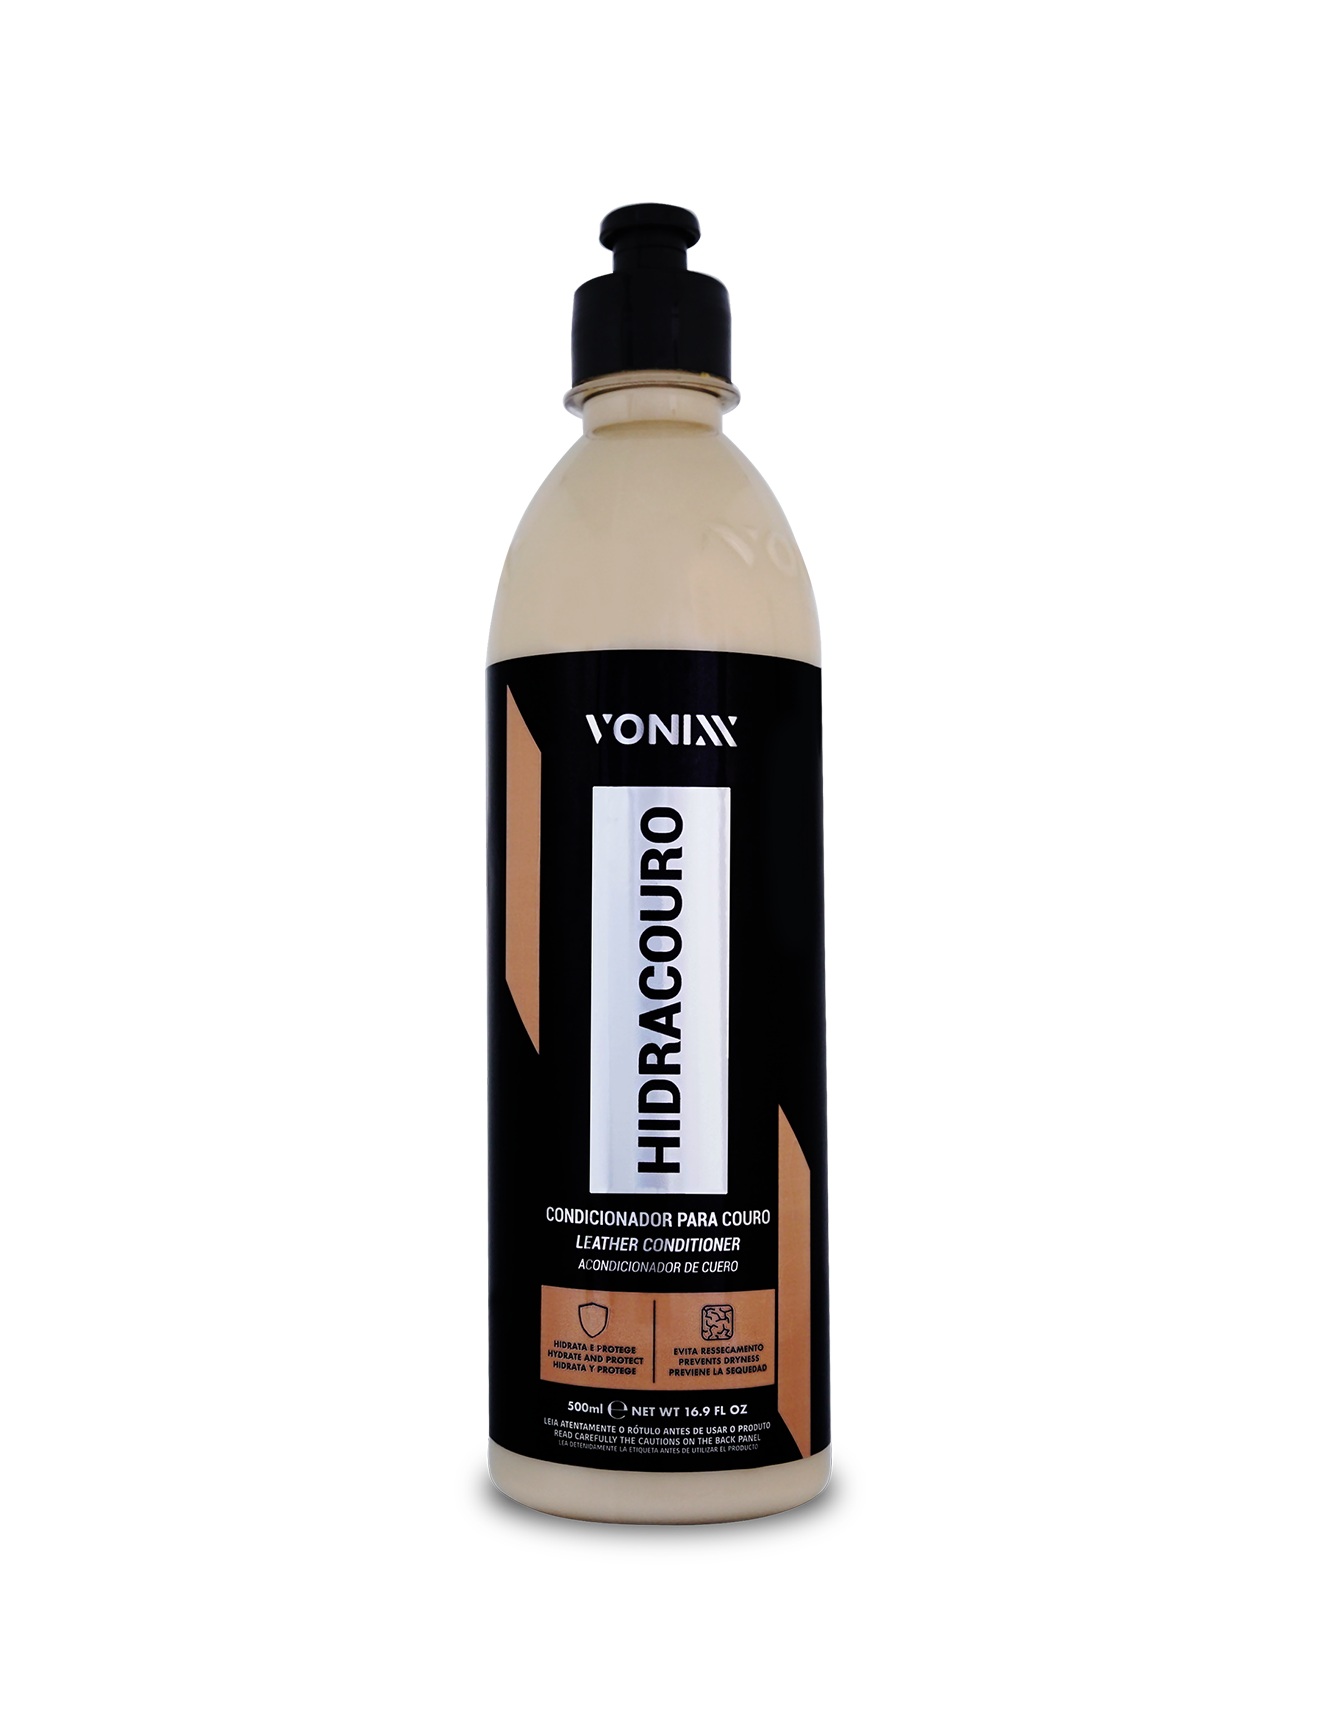 VO
VONIXX
HIDRACOURO
CONDICIONADOR PARA COURO
LEATHER CONDITIONER
ACONDICIONADOR DE CUERO
HIDRATA E PROTEGE
HYDRATE AND PROTECT
HIDRATA Y PROTEGE
EVITA RESSECAMENTO
PREVENTS DRYNESS
PREVIENE LA SEQUEDAD
500ml ℮ NET WT 16.9 FL OZ
LEIA ATENTAMENTE O RÓTULO ANTES DE USAR O PRODUTO
READ CAREFULLY THE CAUTIONS ON THE BACK PANEL
LEA DETENIDAMENTE LA ETIQUETA ANTES DE UTILIZAR EL PRODUCTO